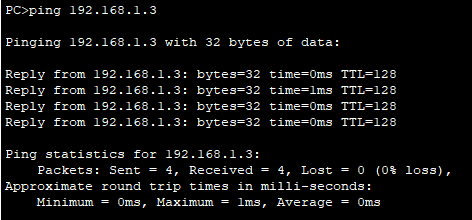 PC>ping 192.168.1.3
Pinging 192.168.1.3 with 32 bytes of data:
Reply from 192.168.1.3: bytes=32 time=0ms TTL=128
Reply from 192.168.1.3: bytes=32 time=1ms TTL=128
Reply from 192.168.1.3: bytes=32 time=0ms TTL=128
Reply from 192.168.1.3: bytes=32 time=0ms TTL=128
Ping statistics for 192.168.1.3:
    Packets: Sent = 4, Received = 4, Lost = 0 (0% loss),
Approximate round trip times in milli-seconds:
    Minimum = 0ms, Maximum = 1ms, Average = 0ms